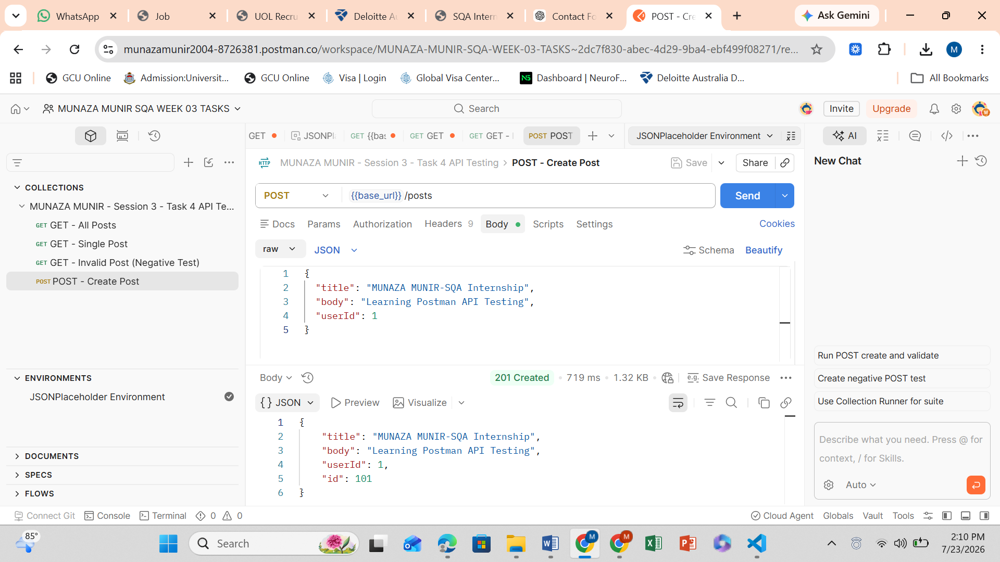 WhatsApp
Job
UOL Recru
Deloitte Au
SQA Intern
Contact Fo
POST - Cre
Ask Gemini
munazamunir2004-8726381.postman.co/workspace/MUNAZA-MUNIR-SQA-WEEK-03-TASKS~2dc7f830-abec-4d29-9ba4-ebf499f08271/re...
M
GCU Online
Admission:Universit...
GCU Online
Visa | Login
Global Visa Center...
Dashboard | NeuroF...
Deloitte Australia D...
All Bookmarks
MUNAZA MUNIR SQA WEEK 03 TASKS
Search
Invite
Upgrade
GET
JSONPl
GET {{bas
GET GET
GET GET -
POST POST
JSONPlaceholder Environment
AI
MUNAZA MUNIR - Session 3 - Task 4 API Testing > POST - Create Post
Save
Share
New Chat
COLLECTIONS
MUNAZA MUNIR - Session 3 - Task 4 API Te...
GET GET - All Posts
GET GET - Single Post
GET GET - Invalid Post (Negative Test)
POST POST - Create Post
POST
{{base_url}} /posts
Send
Docs
Params
Authorization
Headers 9
Body
Scripts
Settings
Cookies
raw
JSON
Schema
Beautify
1 {
2 "title": "MUNAZA MUNIR-SQA Internship",
3 "body": "Learning Postman API Testing",
4 "userId": 1
5 }
ENVIRONMENTS
JSONPlaceholder Environment
DOCUMENTS
SPECS
FLOWS
Body
201 Created
719 ms
1.32 KB
e.g. Save Response
{} JSON
Preview
Visualize
1 {
2 "title": "MUNAZA MUNIR-SQA Internship",
3 "body": "Learning Postman API Testing",
4 "userId": 1,
5 "id": 101
6 }
Run POST create and validate
Create negative POST test
Use Collection Runner for suite
Describe what you need. Press @ for
context, / for Skills.
Auto
Connect Git
Console
Terminal
0
0
Cloud Agent
Globals
Vault
Tools
85°
Search
2:10 PM
7/23/2026